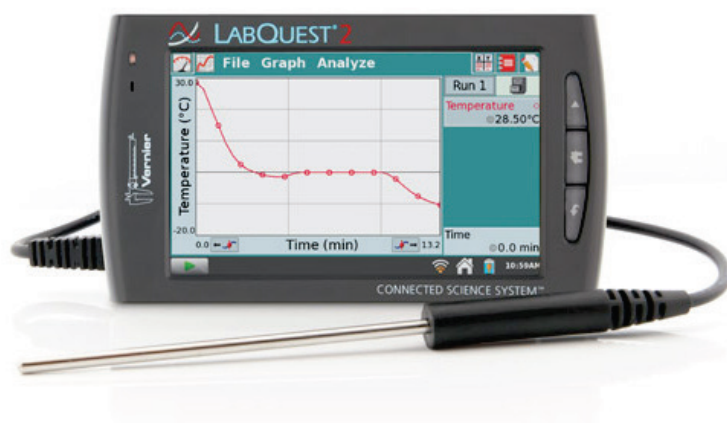 LABQUEST®2
File Graph Analyze
Run 1
30.0
Temperature (°C)
-20.0
Temperature
28.50°C
0.0
Time (min)
13.2
Time
0.0 min
10:59AM
Vernier
CONNECTED SCIENCE SYSTEM™